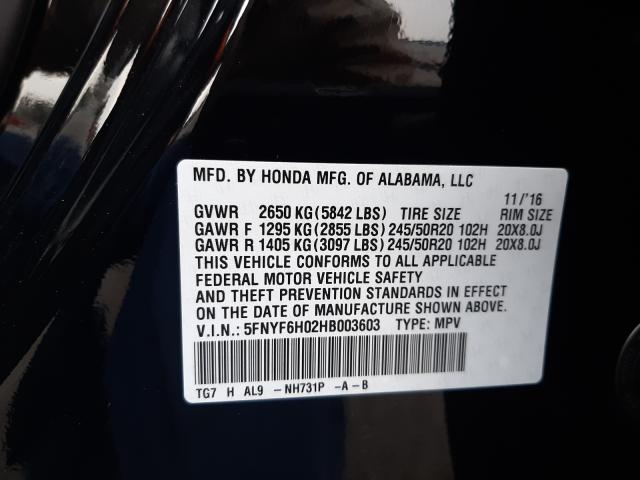 MFD. BY HONDA MFG. OF ALABAMA, LLC
11/'16
GVWR 2650 KG (5842 LBS) TIRE SIZE RIM SIZE
GAWR F 1295 KG (2855 LBS) 245/50R20 102H 20X8.0J
GAWR R 1405 KG (3097 LBS) 245/50R20 102H 20X8.0J
THIS VEHICLE CONFORMS TO ALL APPLICABLE
FEDERAL MOTOR VEHICLE SAFETY
AND THEFT PREVENTION STANDARDS IN EFFECT
ON THE DATE OF MANUFACTURE SHOWN ABOVE.
V.I.N.: 5FNYF6H02HB003603 TYPE: MPV
TG7 H AL9 -NH731P -A-B